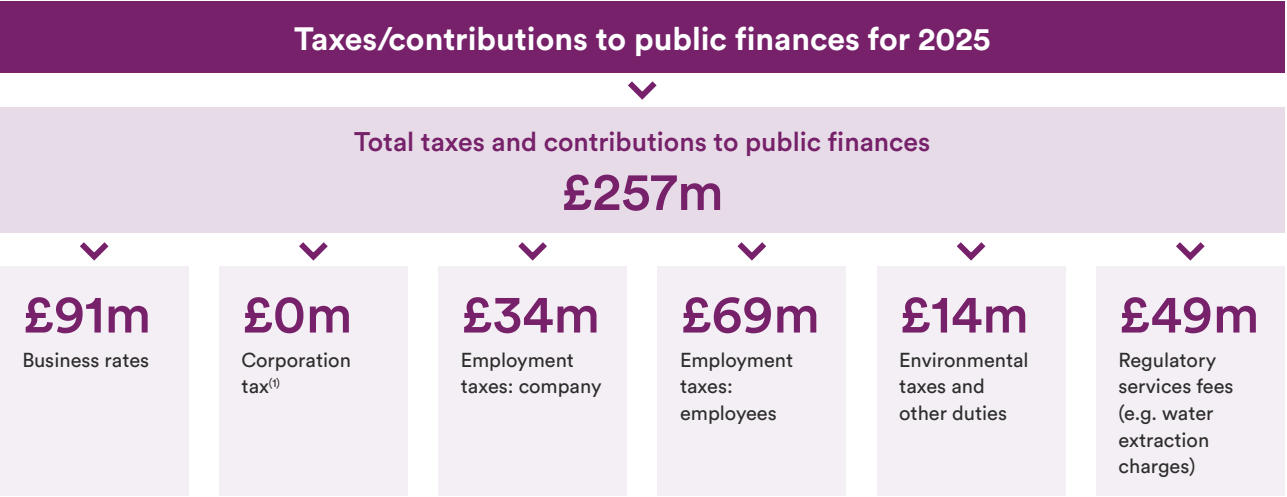 Taxes/contributions to public finances for 2025
Total taxes and contributions to public finances
£257m
£91m
Business rates
£0m
Corporation
tax(1)
£34m
Employment
taxes: company
£69m
Employment
taxes:
employees
£14m
Environmental
taxes and
other duties
£49m
Regulatory
services fees
(e.g. water
extraction
charges)